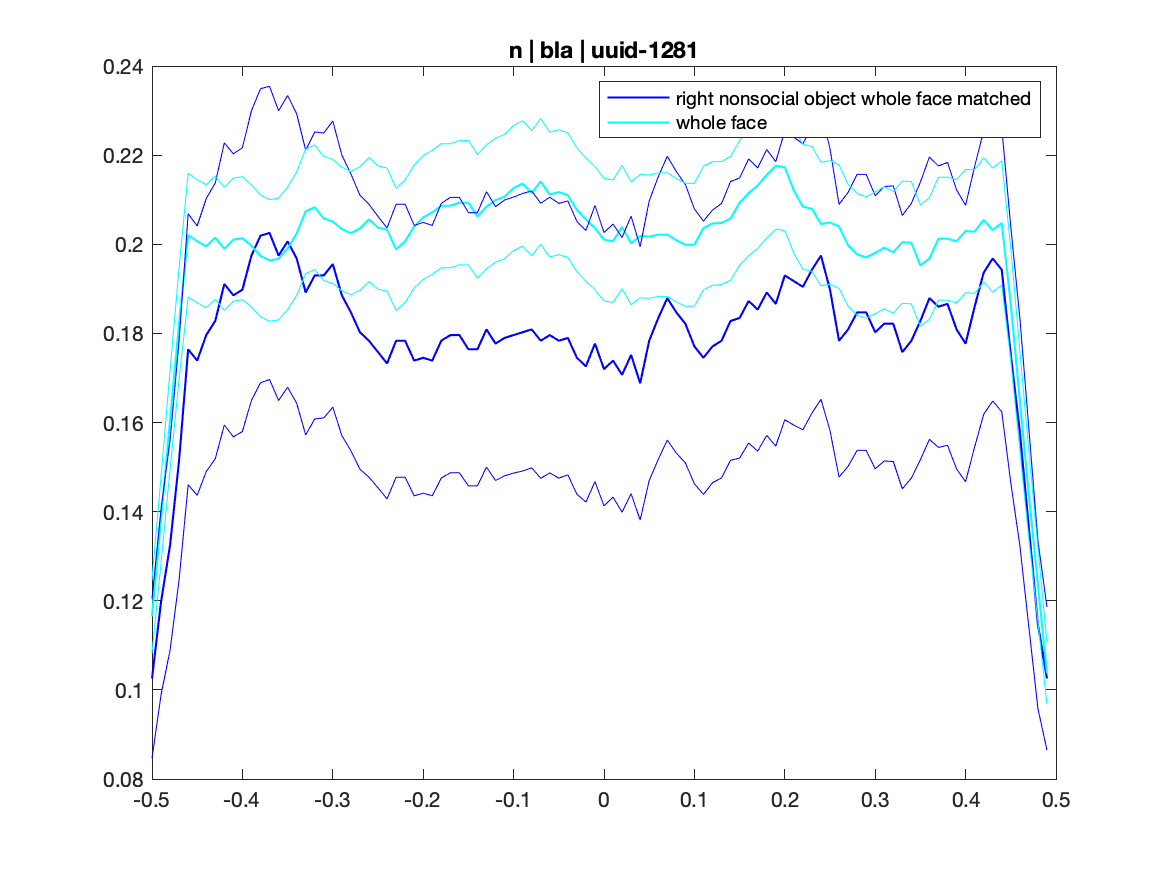 n | bla | uuid-1281
right nonsocial object whole face matched
whole face
0.24
0.22
0.2
0.18
0.16
0.14
0.12
0.1
0.08
-0.5 -0.4 -0.3 -0.2 -0.1 0 0.1 0.2 0.3 0.4 0.5